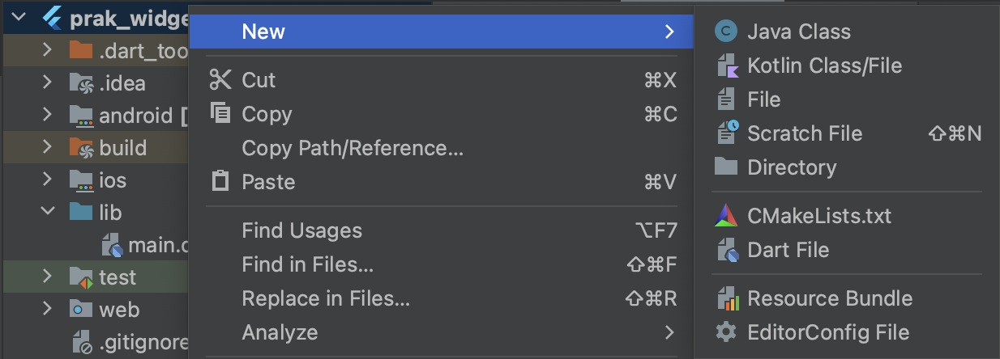 prak_widge
.dart_too
.idea
android [
build
ios
lib
main.d
test
web
.gitignore
New
Cut ⌘X
Copy ⌘C
Copy Path/Reference...
Paste ⌘V
Find Usages ⌥F7
Find in Files... ⇧⌘F
Replace in Files... ⇧⌘R
Analyze
Java Class
Kotlin Class/File
File
Scratch File ⇧⌘N
Directory
CMakeLists.txt
Dart File
Resource Bundle
EditorConfig File